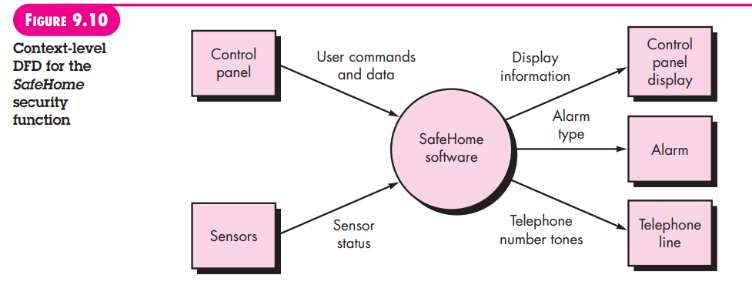 FIGURE 9.10
Context-level
DFD for the
SafeHome
security
function
Control
panel
User commands
and data
Display
information
Control
panel
display
Alarm
type
SafeHome
software
Alarm
Sensors
Sensor
status
Telephone
number tones
Telephone
line